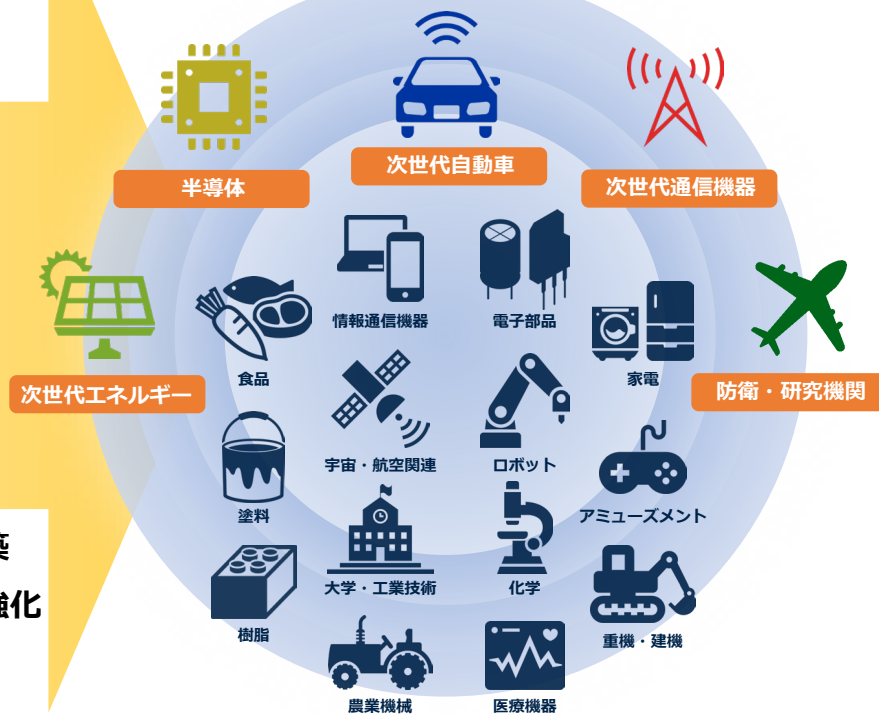 次世代自動車
半導体
次世代通信機器
情報通信機器
電子部品
食品
家電
次世代エネルギー
防衛・研究機関
宇宙・航空関連
ロボット
塗料
アミューズメント
築
強化
大学・工業技術
化学
樹脂
重機・建機
農業機械
医療機器